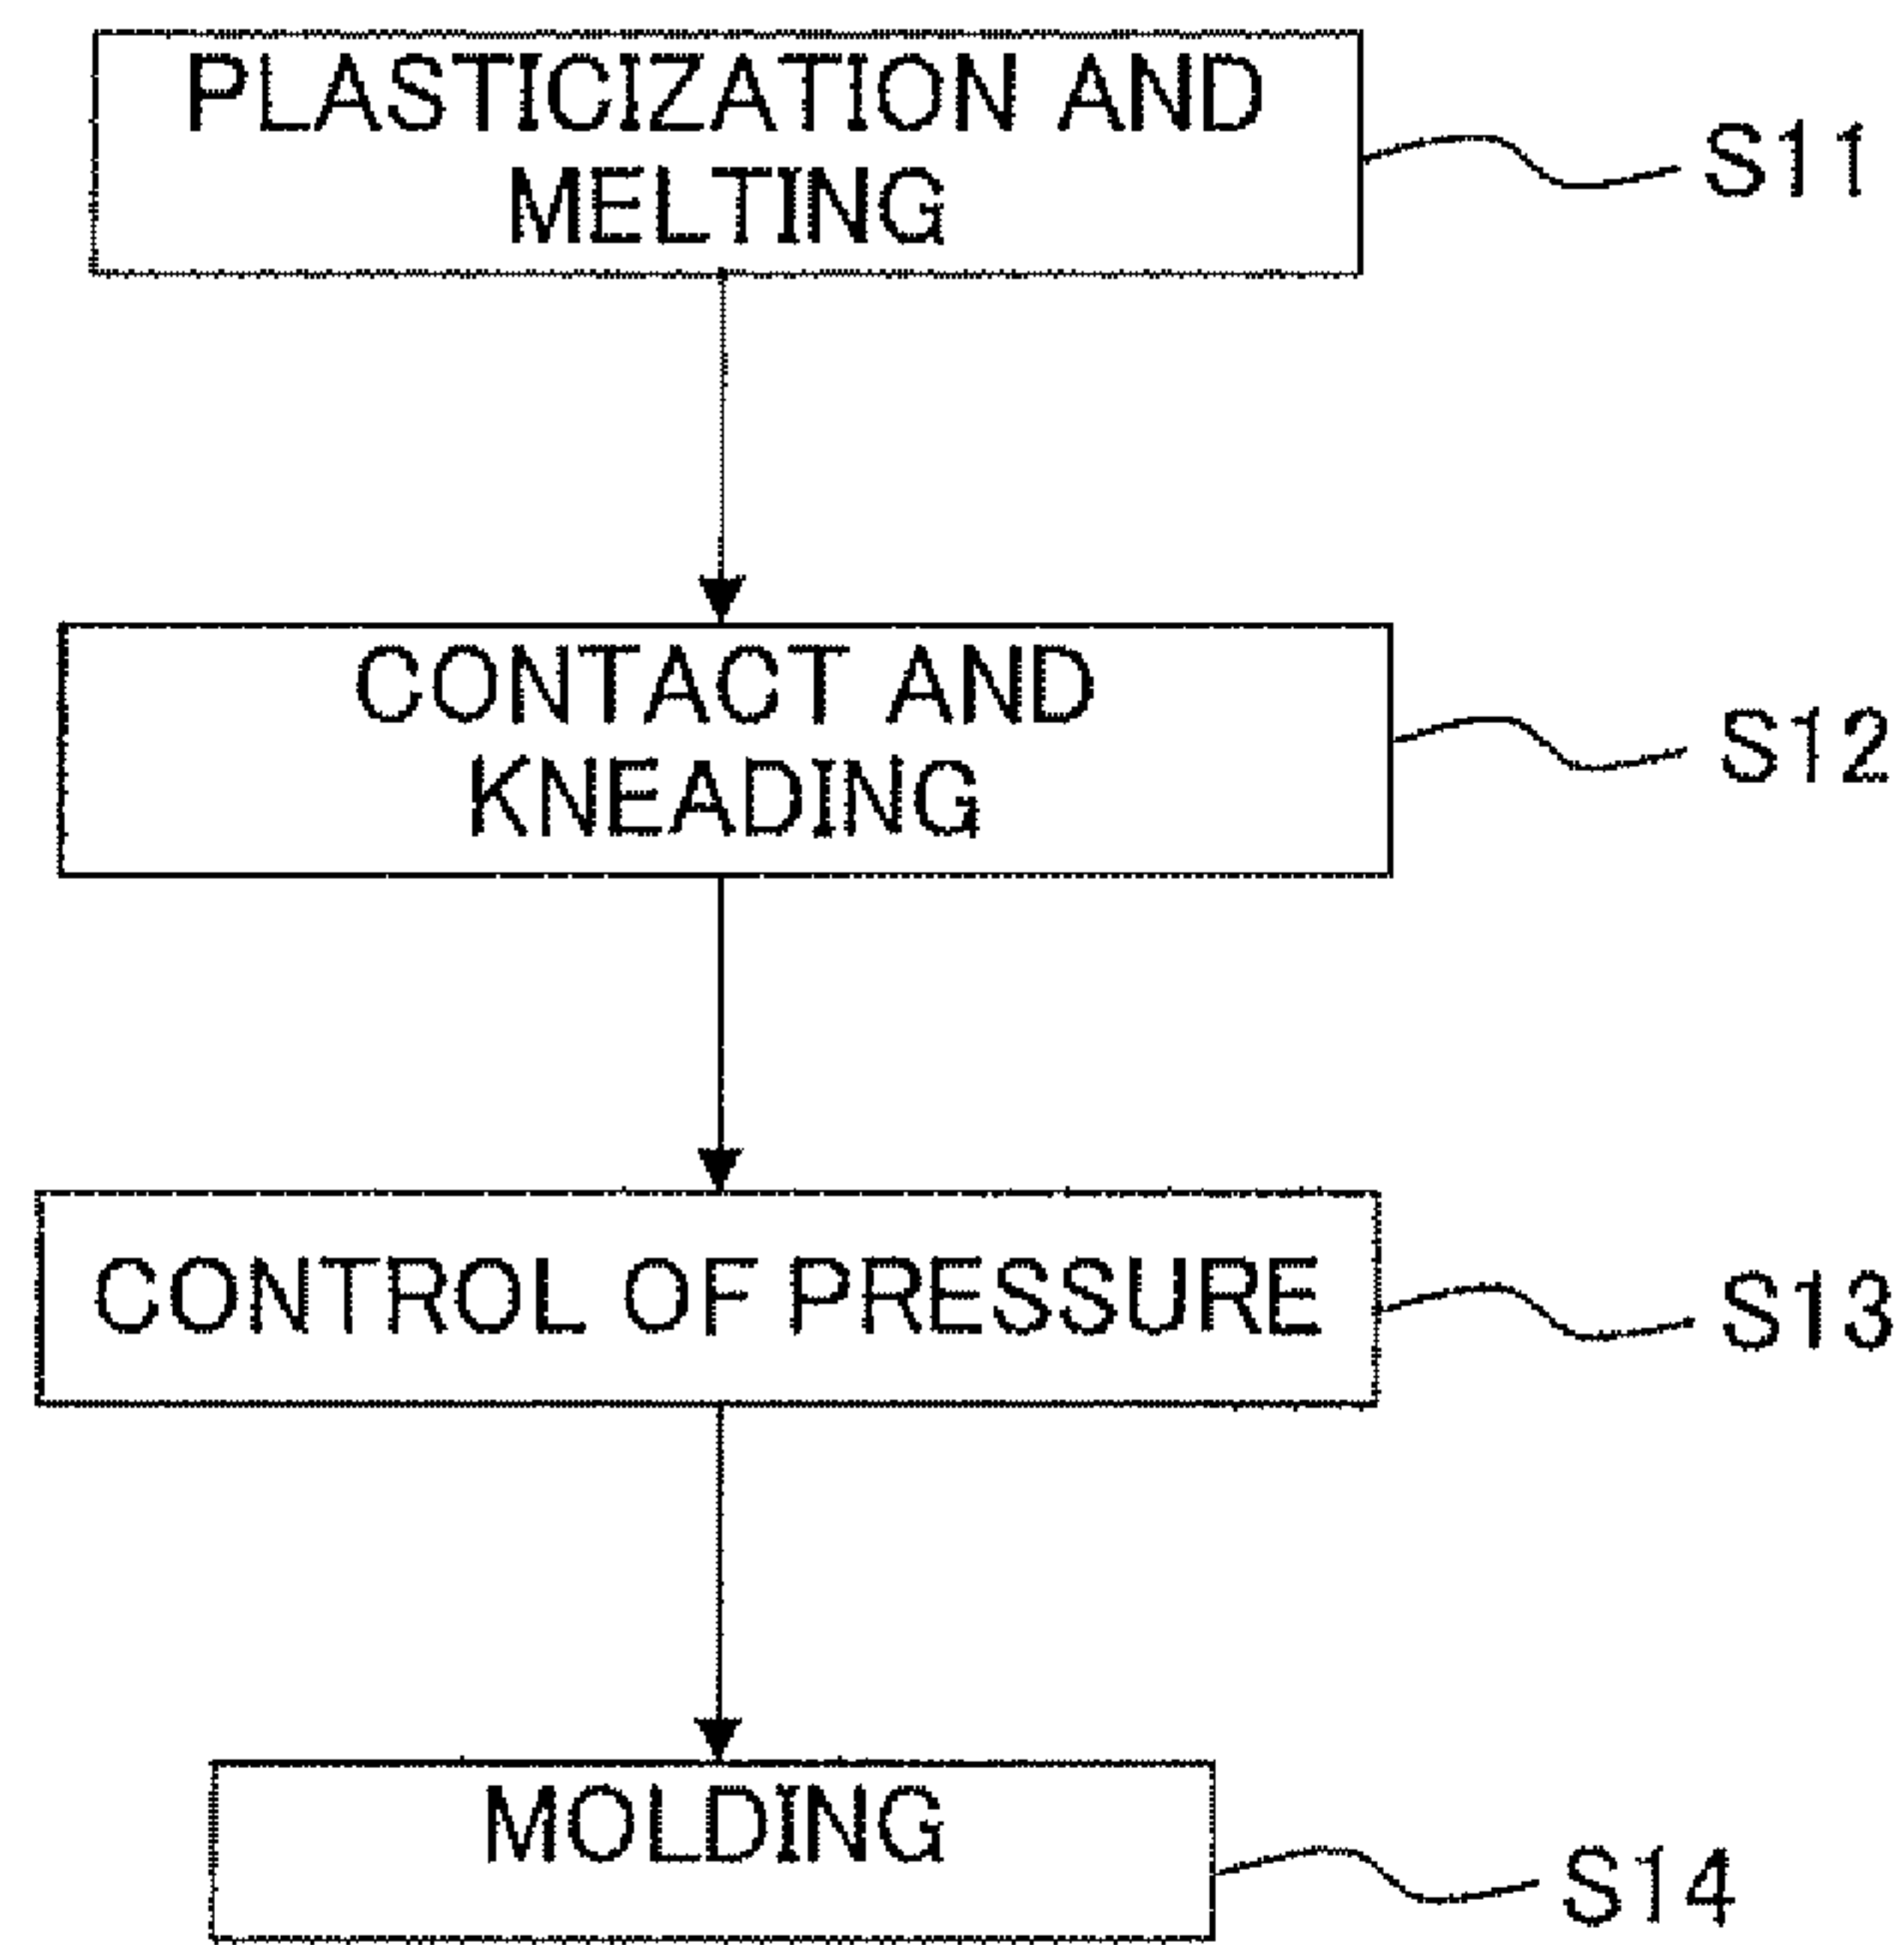 PLASTICIZATION AND
MELTING
S11
CONTACT AND
KNEADING
S12
CONTROL OF PRESSURE
S13
MOLDING
S14